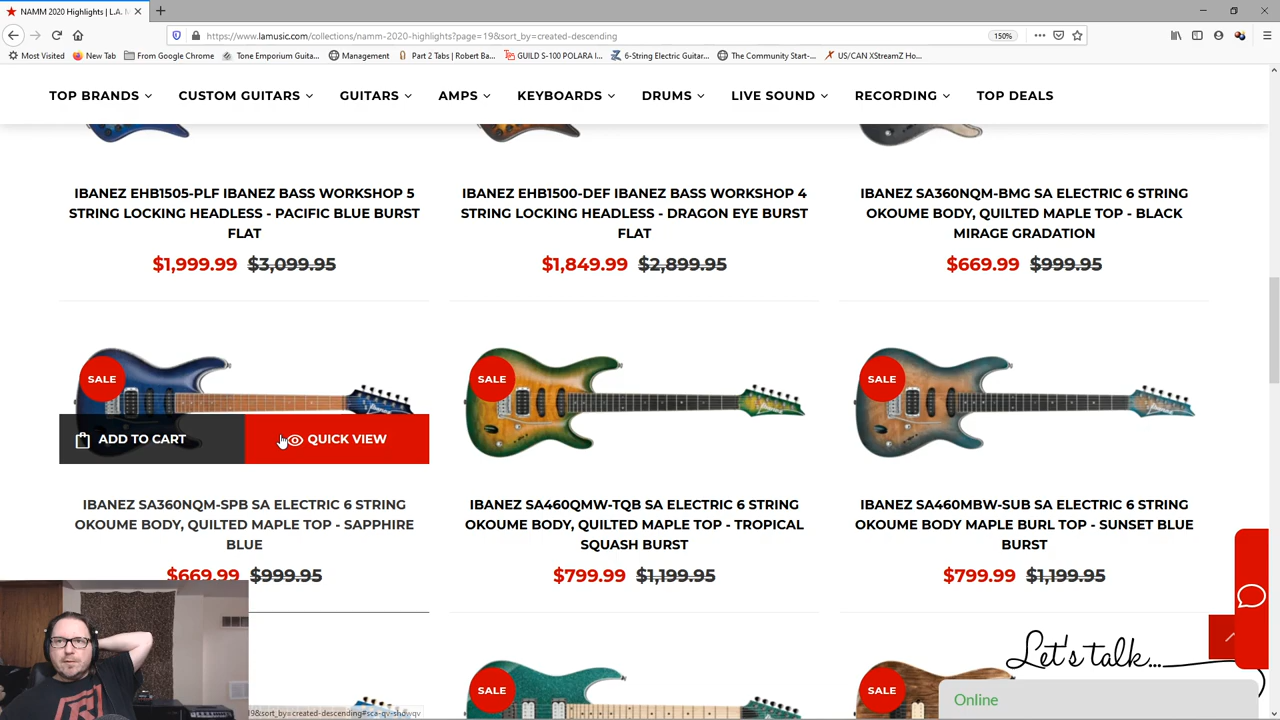 NAMM 2020 Highlights | L.A. M
https://www.lamusic.com/collections/namm-2020-highlights?page=19&sort_by=created-descending
150%
Most Visited
New Tab
From Google Chrome
Tone Emporium Guita...
Management
Part 2 Tabs | Robert Ba...
GUILD S-100 POLARA I...
6-String Electric Guitar...
The Community Start-...
US/CAN XStreamZ Ho...
TOP BRANDS
CUSTOM GUITARS
GUITARS
AMPS
KEYBOARDS
DRUMS
LIVE SOUND
RECORDING
TOP DEALS
IBANEZ EHB1505-PLF IBANEZ BASS WORKSHOP 5
STRING LOCKING HEADLESS - PACIFIC BLUE BURST
FLAT
$1,999.99 $3,099.95
IBANEZ EHB1500-DEF IBANEZ BASS WORKSHOP 4
STRING LOCKING HEADLESS - DRAGON EYE BURST
FLAT
$1,849.99 $2,899.95
IBANEZ SA360NQM-BMG SA ELECTRIC 6 STRING
OKOUME BODY, QUILTED MAPLE TOP - BLACK
MIRAGE GRADATION
$669.99 $999.95
SALE
ADD TO CART
QUICK VIEW
IBANEZ SA360NQM-SPB SA ELECTRIC 6 STRING
OKOUME BODY, QUILTED MAPLE TOP - SAPPHIRE
BLUE
$669.99 $999.95
SALE
IBANEZ SA460QMW-TQB SA ELECTRIC 6 STRING
OKOUME BODY, QUILTED MAPLE TOP - TROPICAL
SQUASH BURST
$799.99 $1,199.95
SALE
IBANEZ SA460MBW-SUB SA ELECTRIC 6 STRING
OKOUME BODY MAPLE BURL TOP - SUNSET BLUE
BURST
$799.99 $1,199.95
SALE
SALE
Let's talk...
Online
19&sort_by=created-descending#sca-qv-showqv